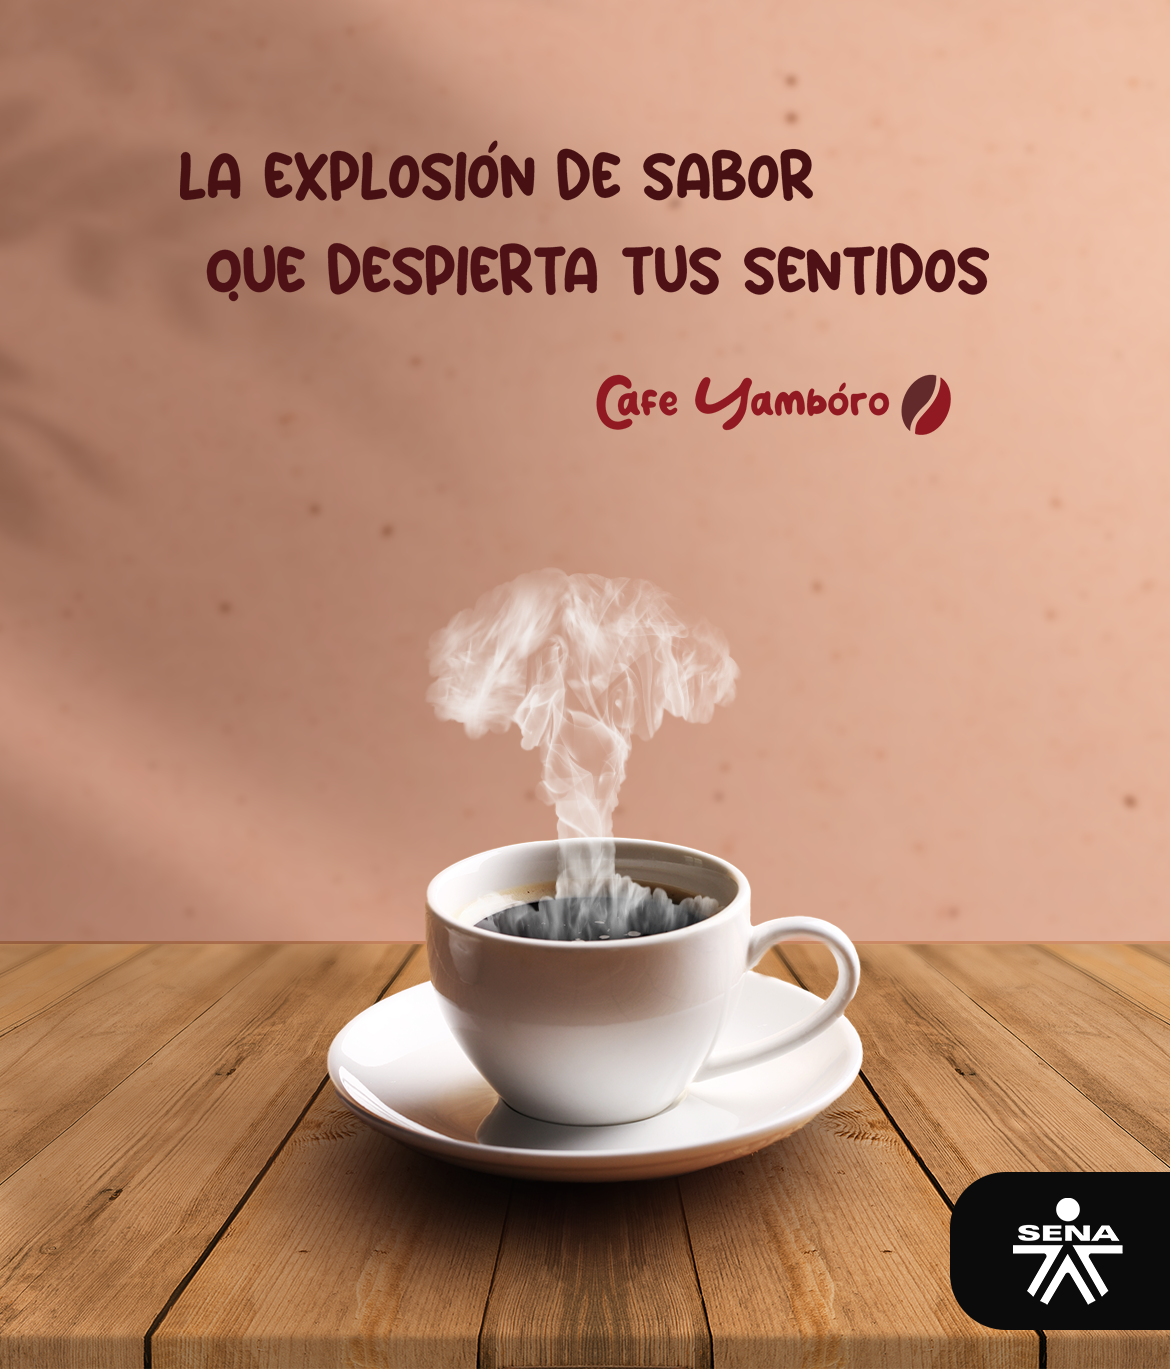 LA EXPLOSIÓN DE SABOR
QUE DESPIERTA TUS SENTIDOS
Cafe Yambóro
SENA